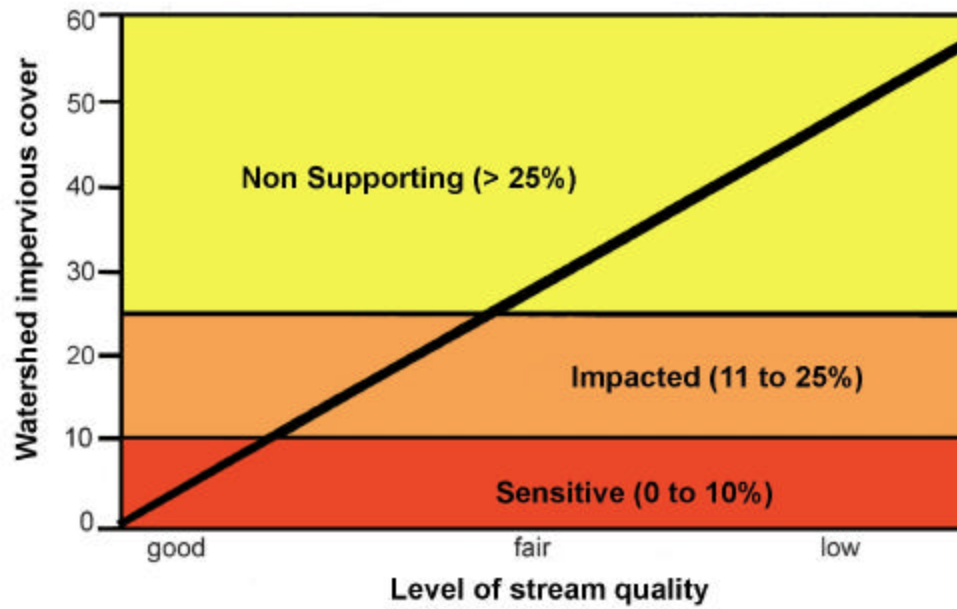 Watershed impervious cover
60
50
40
30
20
10
0
Non Supporting (> 25%)
Impacted (11 to 25%)
Sensitive (0 to 10%)
good fair low
Level of stream quality